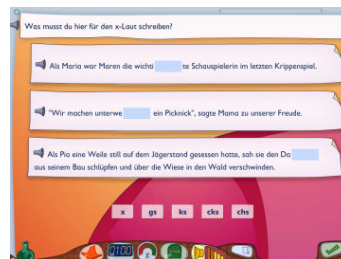 Was musst du hier für den x-Laut schreiben?
Als Maria war Maren die wichti te Schauspielerin im letzten Krippenspiel.
"Wir machen unterwe ein Picknick", sagte Mama zu unserer Freude.
Als Pia eine Weile still auf dem Jägerstand gesessen hatte, sah sie den Da
aus seinem Bau schlüpfen und über die Wiese in den Wald verschwinden.
x gs ks cks chs
0100